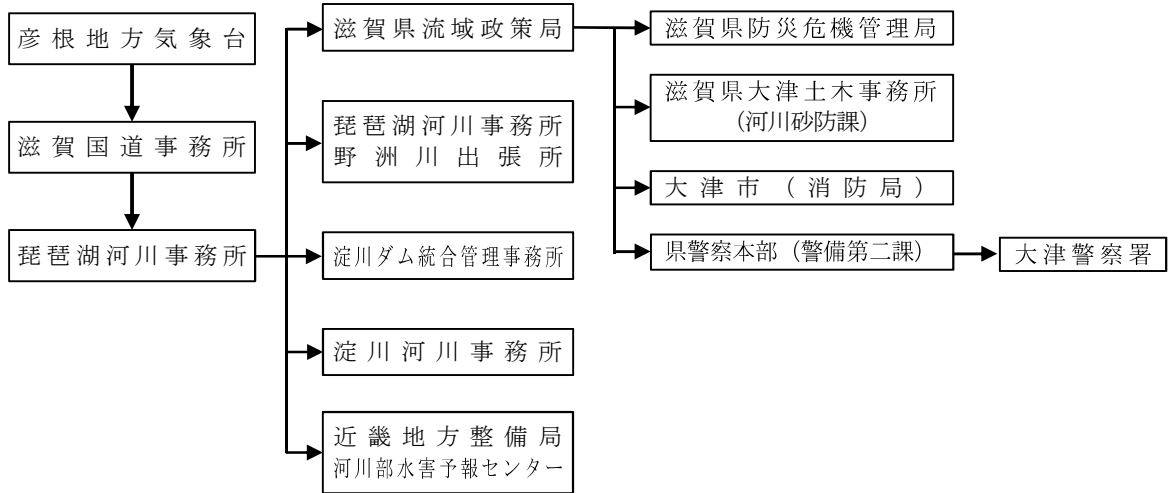 彦根地方気象台
滋賀国道事務所
琵琶湖河川事務所
滋賀県流域政策局
琵琶湖河川事務所
野洲川出張所
淀川ダム統合管理事務所
淀川河川事務所
近畿地方整備局
河川部水害予報センター
滋賀県防災危機管理局
滋賀県大津土木事務所
（河川砂防課）
大津市（消防局）
県警察本部（警備第二課）
大津警察署